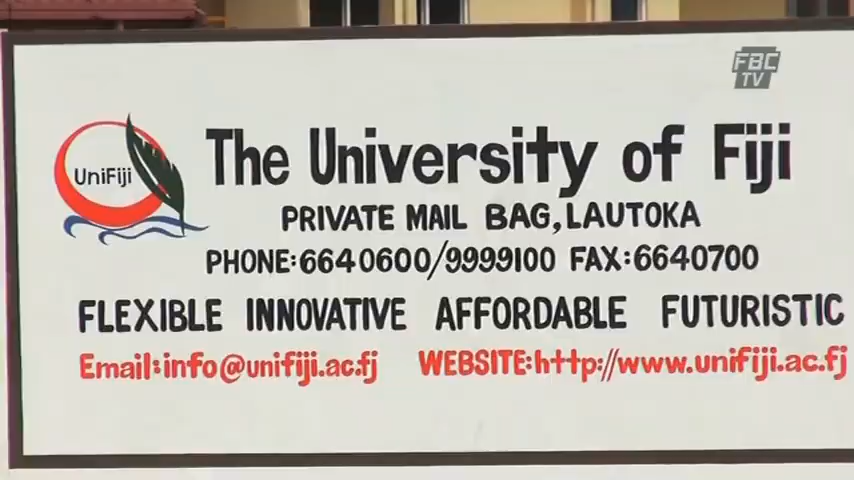 FBC
TV
UniFiji
The University of Fiji
PRIVATE MAIL BAG, LAUTOKA
PHONE:6640600/9999100 FAX:6640700
FLEXIBLE INNOVATIVE AFFORDABLE FUTURISTIC
Email:info@unifiji.ac.fj WEBSITE:http://www.unifiji.ac.fj